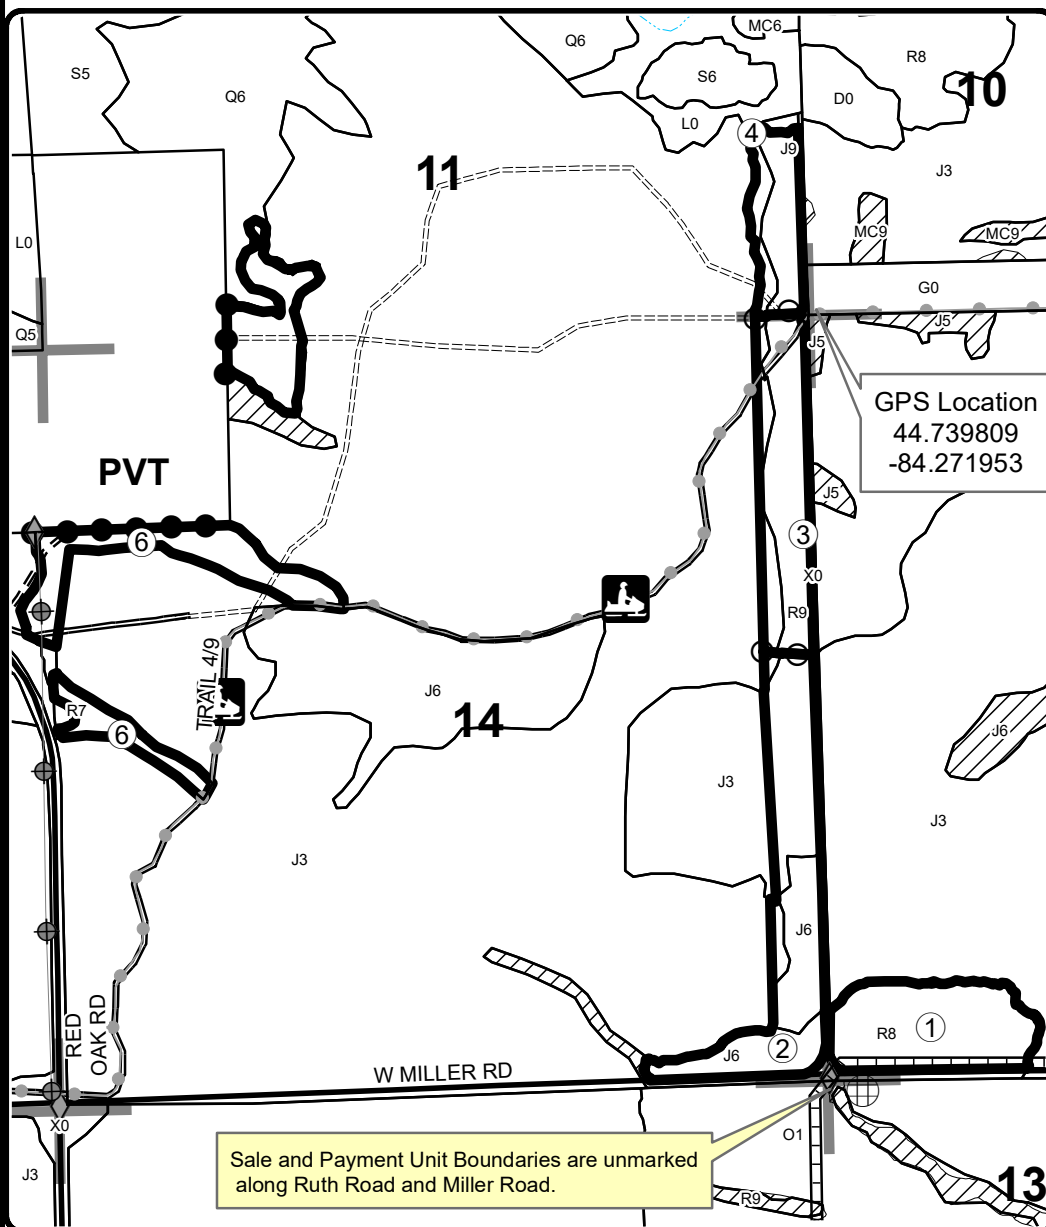 MC6
Q6
R8
S5
S6
10
Q6
D0
L0
4
J9
11
J3
MC9
MC9
L0
G0
Q5
J5
J5
GPS Location
44.739809
-84.271953
PVT
J5
3
6
X0
R9
TRAIL 4/9
J6
R7
14
J6
6
J3
J3
J3
J6
RED
OAK RD
1
R8
2
J6
W MILLER RD
X0
O1
Sale and Payment Unit Boundaries are unmarked
along Ruth Road and Miller Road.
J3
13
R9